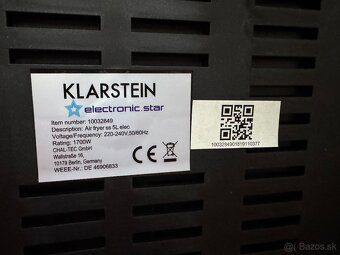 KLARSTEIN
electronic.star
Item number: 10032849
Description: Air fryer ss 5L elec
Voltage/Frequency: 220-240V,50/60Hz
Rating: 1700W
CHAL-TEC GmbH
Wallstraße 16,
10179 Berlin, Germany
WEEE-Nr.: DE 46906833
CE
1003284901819110377
Bazos.sk